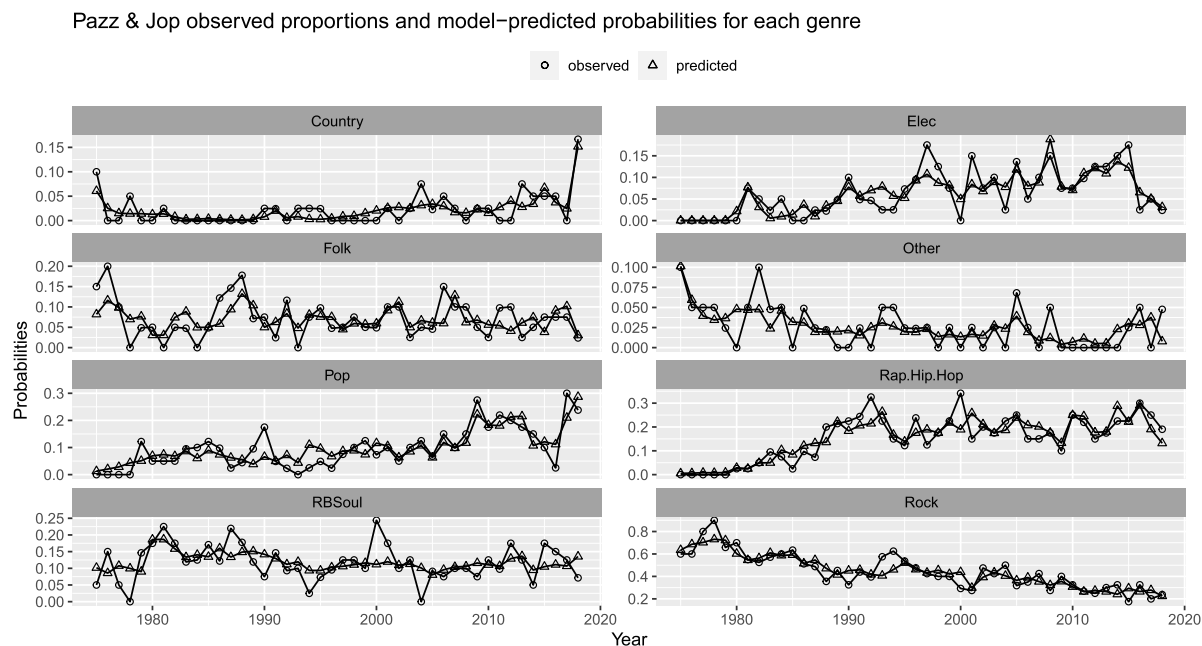 Pazz & Jop observed proportions and model−predicted probabilities for each genre
observed predicted
Country
0.15
0.10
0.05
0.00
Elec
0.15
0.10
0.05
0.00
Folk
0.20
0.15
0.10
0.05
0.00
Other
0.100
0.075
0.050
0.025
0.000
Pop
0.3
0.2
0.1
0.0
Rap.Hip.Hop
0.3
0.2
0.1
0.0
RBSoul
0.25
0.20
0.15
0.10
0.05
0.00
Rock
0.8
0.6
0.4
0.2
1980 1990 2000 2010 2020
1980 1990 2000 2010 2020
Probabilities
Year